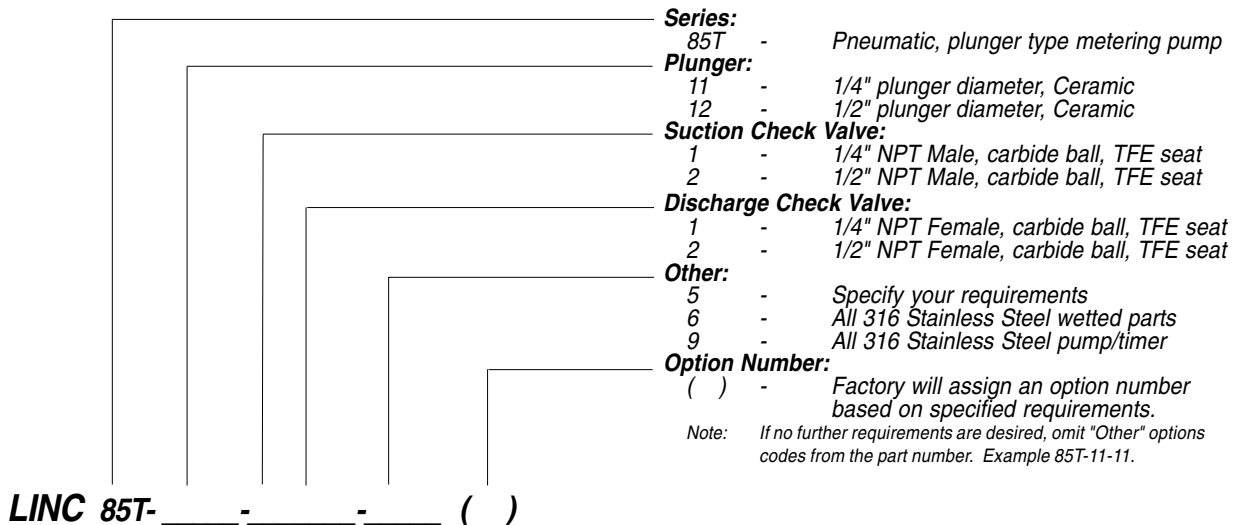 Series:
85T - Pneumatic, plunger type metering pump
Plunger:
11 - 1/4" plunger diameter, Ceramic
12 - 1/2" plunger diameter, Ceramic
Suction Check Valve:
1 - 1/4" NPT Male, carbide ball, TFE seat
2 - 1/2" NPT Male, carbide ball, TFE seat
Discharge Check Valve:
1 - 1/4" NPT Female, carbide ball, TFE seat
2 - 1/2" NPT Female, carbide ball, TFE seat
Other:
5 - Specify your requirements
6 - All 316 Stainless Steel wetted parts
9 - All 316 Stainless Steel pump/timer
Option Number:
( ) - Factory will assign an option number
based on specified requirements.
Note: If no further requirements are desired, omit "Other" options
codes from the part number. Example 85T-11-11.
LINC 85T- _____-_______-_____ ( )